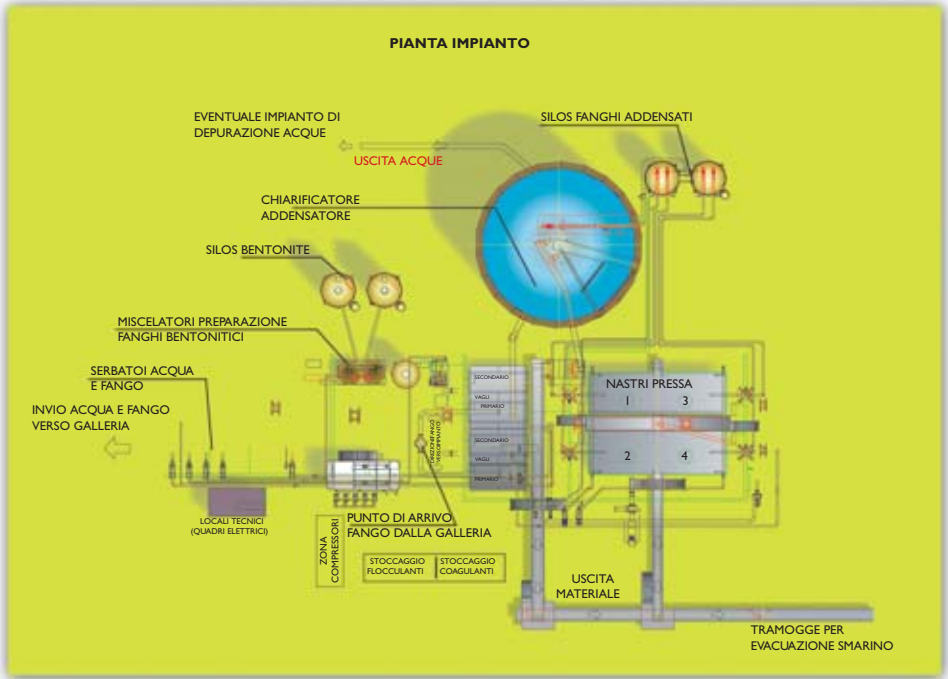 PIANTA IMPIANTO
EVENTUALE IMPIANTO DI
DEPURAZIONE ACQUE
SILOS FANGHI ADDENSATI
USCITA ACQUE
CHIARIFICATORE
ADDENSATORE
SILOS BENTONITE
MISCELATORI PREPARAZIONE
FANGHI BENTONITICI
SERBATOI ACQUA
E FANGO
INVIO ACQUA E FANGO
VERSO GALLERIA
SECONDARIO
VAGLI
PRIMARIO
SECONDARIO
VAGLI
PRIMARIO
NASTRI PRESSA
1 3
2 4
LOCALI TECNICI
(QUADRI ELETTRICI)
ZONA
COMPRESSORI
PUNTO DI ARRIVO
FANGO DALLA GALLERIA
STOCCAGGIO
FLOCCULANTI
STOCCAGGIO
COAGULANTI
USCITA
MATERIALE
TRAMOGGE PER
EVACUAZIONE SMARINO